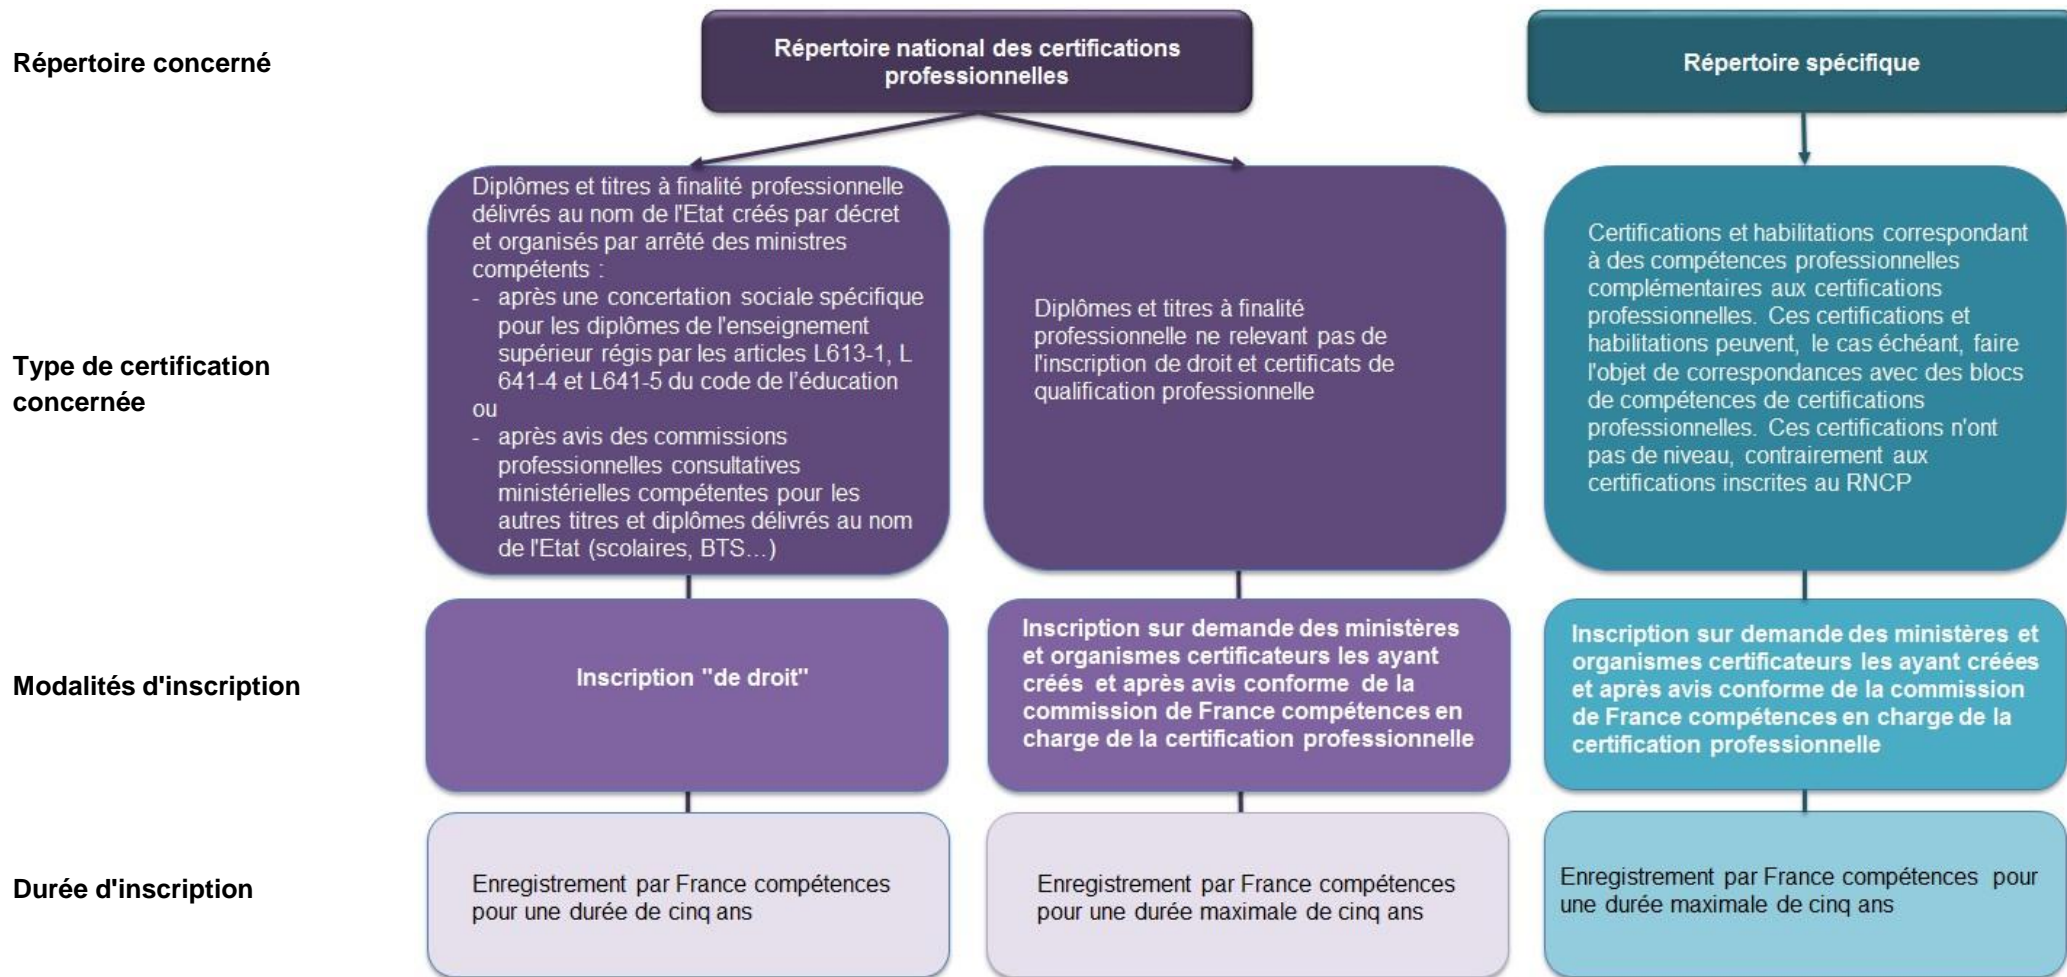 Répertoire concerné
Répertoire national des certifications
professionnelles
Répertoire spécifique
Type de certification
concernée
Diplômes et titres à finalité professionnelle
délivrés au nom de l'Etat créés par décret
et organisés par arrêté des ministres
compétents :
- après une concertation sociale spécifique
pour les diplômes de l'enseignement
supérieur régis par les articles L613-1, L
641-4 et L641-5 du code de l’éducation
ou
- après avis des commissions
professionnelles consultatives
ministérielles compétentes pour les
autres titres et diplômes délivrés au nom
de l'Etat (scolaires, BTS…)
Diplômes et titres à finalité
professionnelle ne relevant pas de
l'inscription de droit et certificats de
qualification professionnelle
Certifications et habilitations correspondant
à des compétences professionnelles
complémentaires aux certifications
professionnelles. Ces certifications et
habilitations peuvent, le cas échéant, faire
l'objet de correspondances avec des blocs
de compétences de certifications
professionnelles. Ces certifications n'ont
pas de niveau, contrairement aux
certifications inscrites au RNCP
Modalités d'inscription
Inscription "de droit"
Inscription sur demande des ministères
et organismes certificateurs les ayant
créés et après avis conforme de la
commission de France compétences en
charge de la certification professionnelle
Inscription sur demande des ministères et
organismes certificateurs les ayant créées
et après avis conforme de la commission
de France compétences en charge de la
certification professionnelle
Durée d'inscription
Enregistrement par France compétences
pour une durée de cinq ans
Enregistrement par France compétences
pour une durée maximale de cinq ans
Enregistrement par France compétences pour
une durée maximale de cinq ans